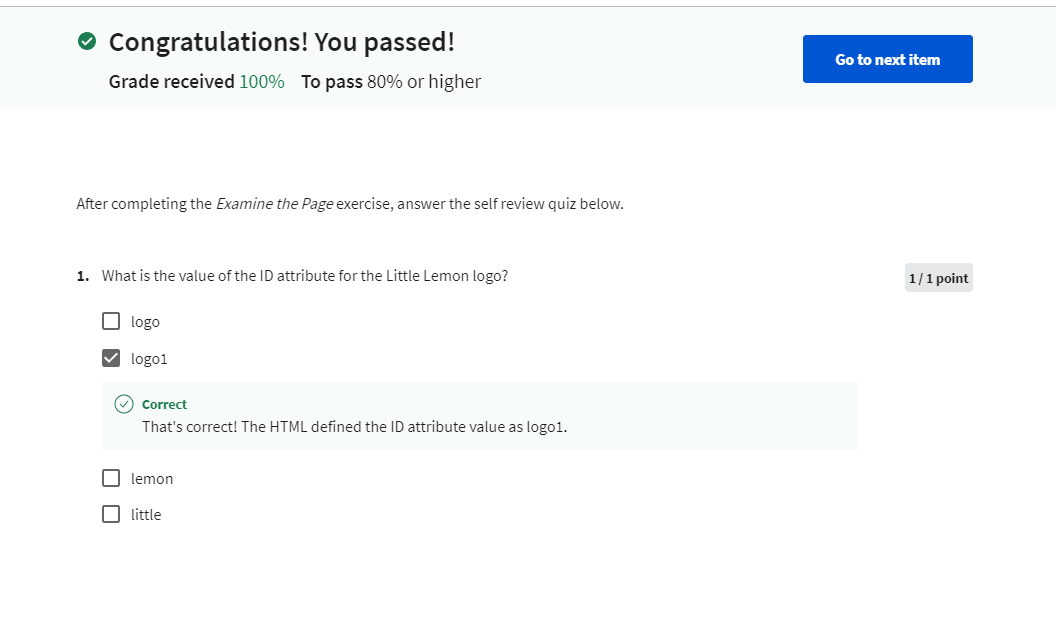 Congratulations! You passed!
Go to next item
Grade received 100% To pass 80% or higher
After completing the Examine the Page exercise, answer the self review quiz below.
1. What is the value of the ID attribute for the Little Lemon logo?
1 / 1 point
logo
logo1
Correct
That's correct! The HTML defined the ID attribute value as logo1.
lemon
little